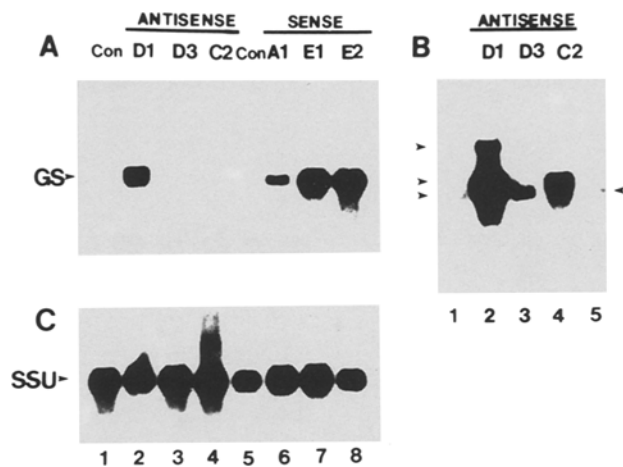 ANTISENSE SENSE
A Con D1 D3 C2 Con A1 E1 E2
GS
B ANTISENSE
D1 D3 C2
1 2 3 4 5
C
SSU
1 2 3 4 5 6 7 8